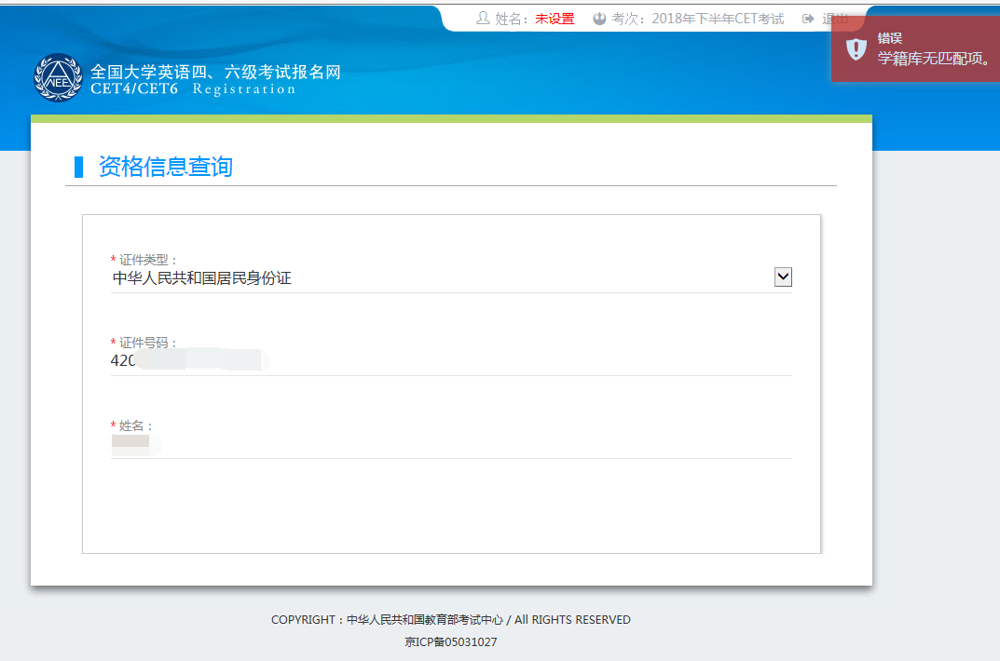 姓名：未设置 考次：2018年下半年CET考试 退出
错误
学籍库无匹配项。
NEE
全国大学英语四、六级考试报名网
CET4/CET6 Registration
资格信息查询
* 证件类型：
中华人民共和国居民身份证
* 证件号码：
420
* 姓名：
COPYRIGHT：中华人民共和国教育部考试中心 / All RIGHTS RESERVED
京ICP备05031027